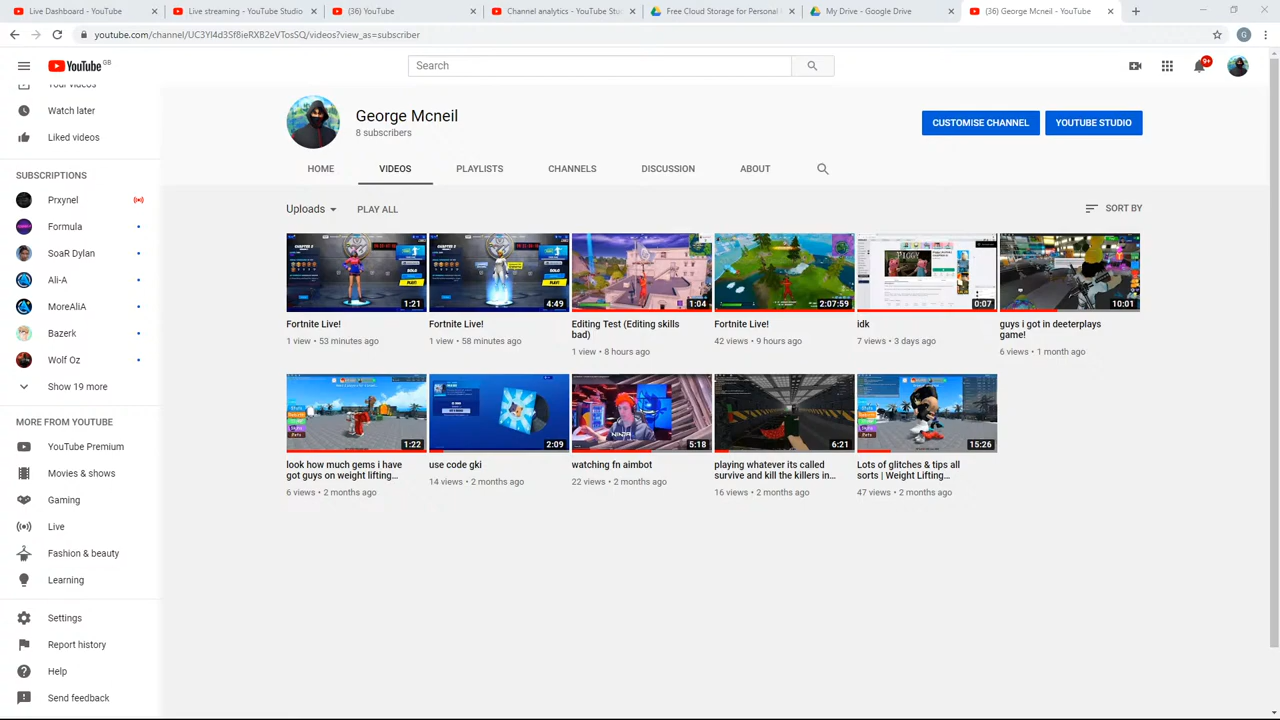 Live Dashboard - YouTube
Live streaming - YouTube Studio
(36) YouTube
Channel analytics - YouTube Stu
Free Cloud Storage for Personal
My Drive - Google Drive
(36) George Mcneil - YouTube
youtube.com/channel/UC3Yl4d3Sf8ieRXB2eVTosSQ/videos?view_as=subscriber
G
YouTube GB
Search
9+
Your videos
Watch later
Liked videos
SUBSCRIPTIONS
Prxynel
Formula
SoaR Dylan
Ali-A
MoreAliA
Bazerk
Wolf Oz
Show 19 more
MORE FROM YOUTUBE
YouTube Premium
Movies & shows
Gaming
Live
Fashion & beauty
Learning
Settings
Report history
Help
Send feedback
George Mcneil
8 subscribers
CUSTOMISE CHANNEL
YOUTUBE STUDIO
HOME
VIDEOS
PLAYLISTS
CHANNELS
DISCUSSION
ABOUT
Uploads
PLAY ALL
SORT BY
1:21
Fortnite Live!
1 view • 53 minutes ago
4:49
Fortnite Live!
1 view • 58 minutes ago
1:04
Editing Test (Editing skills
bad)
1 view • 8 hours ago
2:07:59
Fortnite Live!
42 views • 9 hours ago
PIGGY
0:07
idk
7 views • 3 days ago
10:01
guys i got in deeterplays
game!
6 views • 1 month ago
1:22
look how much gems i have
got guys on weight lifting...
6 views • 2 months ago
2:09
use code gki
14 views • 2 months ago
NINJA
5:18
watching fn aimbot
22 views • 2 months ago
6:21
playing whatever its called
survive and kill the killers in...
16 views • 2 months ago
15:26
Lots of glitches & tips all
sorts | Weight Lifting...
47 views • 2 months ago